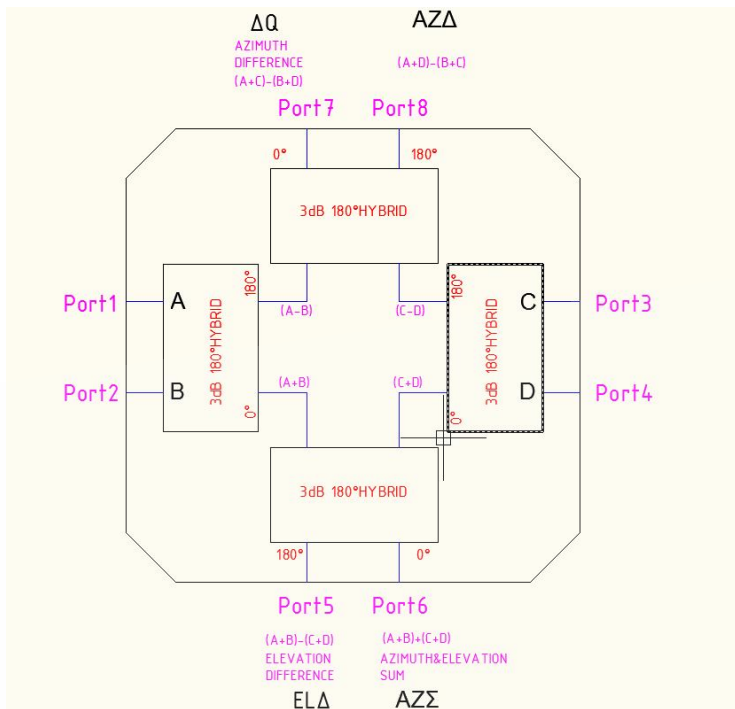 ΔQ
AZΔ
AZIMUTH
DIFFERENCE
(A+C)-(B+D)
(A+D)-(B+C)
Port7
Port8
0°
180°
3dB 180°HYBRID
Port1
A
180°
(A-B)
(C-D)
180°
C
Port3
3dB 180°HYBRID
3dB 180°HYBRID
Port2
B
0°
(A+B)
(C+D)
0°
D
Port4
3dB 180°HYBRID
180°
0°
Port5
Port6
(A+B)-(C+D)
ELEVATION
DIFFERENCE
(A+B)+(C+D)
AZIMUTH&ELEVATION
SUM
ELΔ
AZΣ